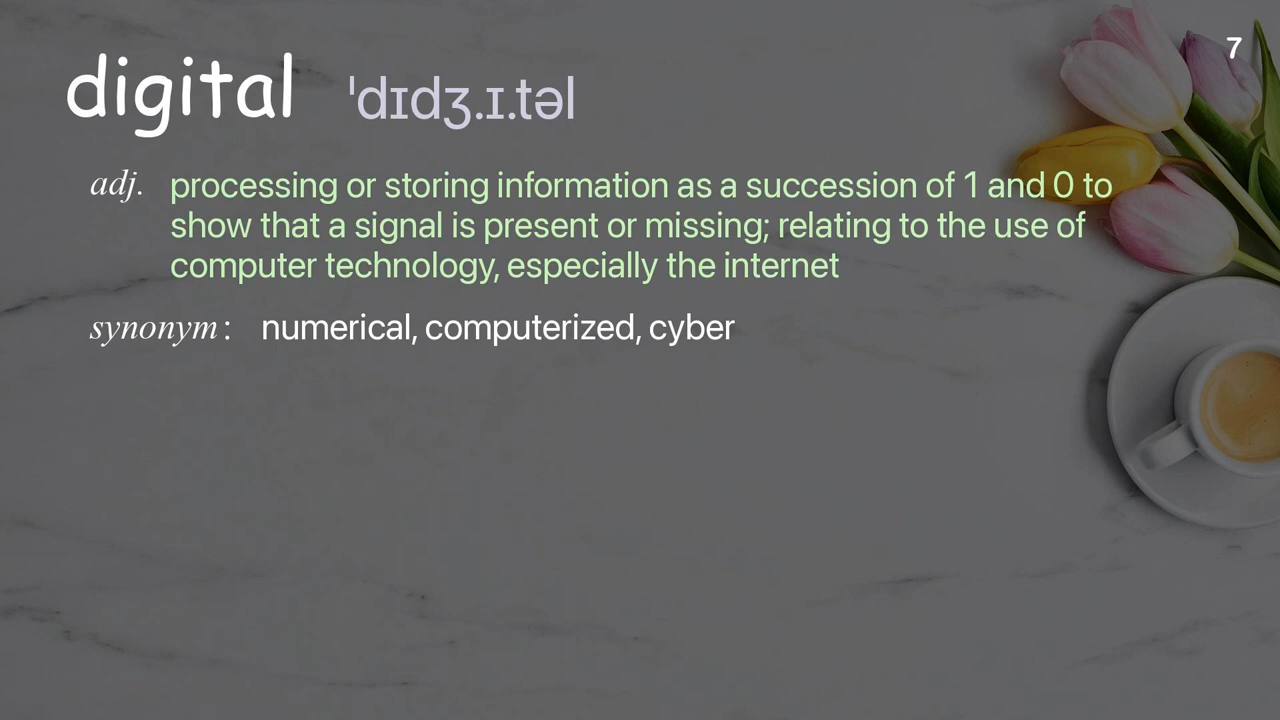 7
digital ˈdɪdʒ.ɪ.təl
adj. processing or storing information as a succession of 1 and 0 to
show that a signal is present or missing; relating to the use of
computer technology, especially the internet
synonym: numerical, computerized, cyber